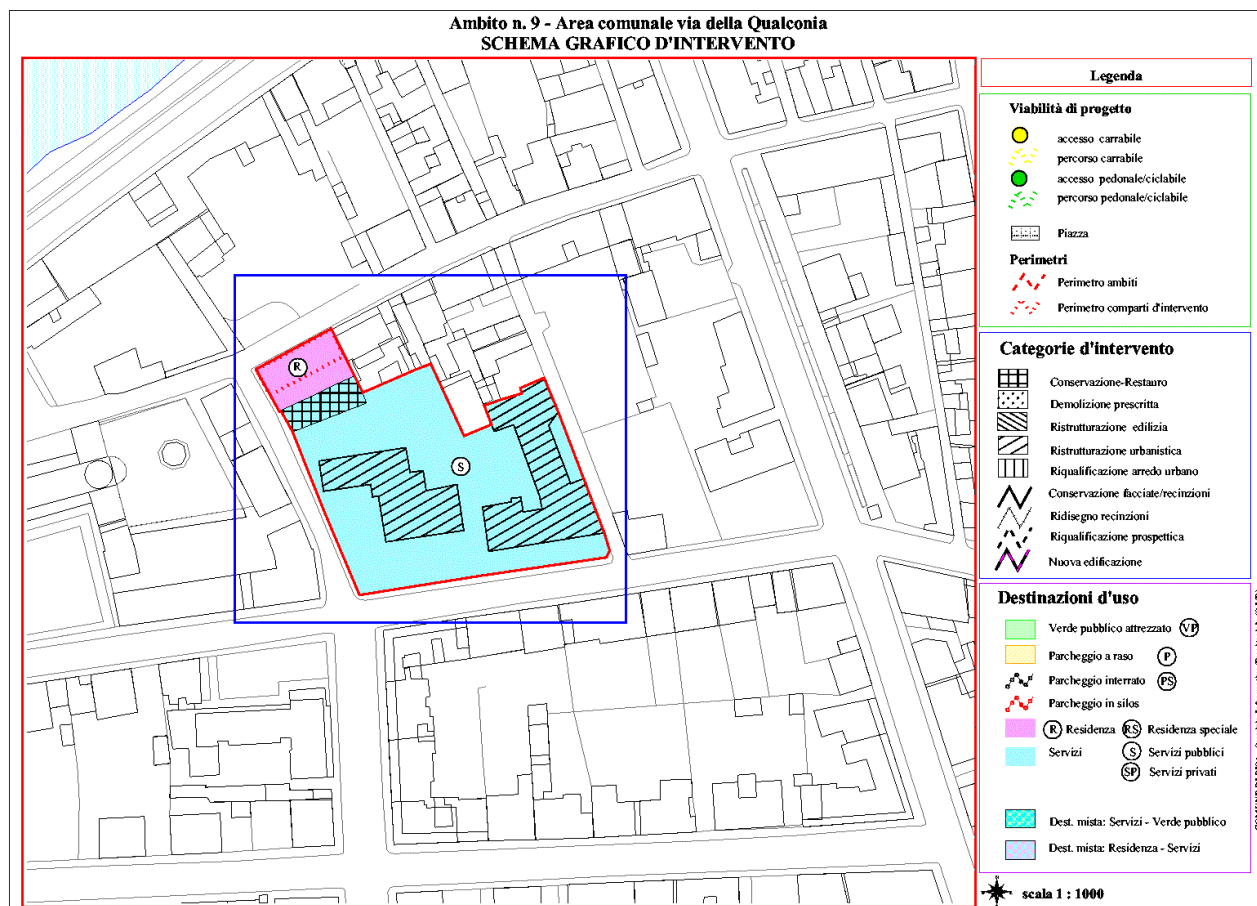 Ambito n. 9 - Area comunale via della Qualconia
SCHEMA GRAFICO D'INTERVENTO
Legenda
Viabilità di progetto
accesso carrabile
percorso carrabile
accesso pedonale/ciclabile
percorso pedonale/ciclabile
Piazza
Perimetri
Perimetro ambiti
Perimetro comparti d'intervento
Categorie d'intervento
Conservazione-Restauro
Demolizione prescritta
Ristrutturazione edilizia
Ristrutturazione urbanistica
Riqualificazione arredo urbano
Conservazione facciate/recinzioni
Ridisegno recinzioni
Riqualificazione prospettica
Nuova edificazione
Destinazioni d'uso
Verde pubblico attrezzato VP
Parcheggio a raso P
Parcheggio interrato PS
Parcheggio in silos
R Residenza RS Residenza speciale
Servizi S Servizi pubblici
SP Servizi privati
Dest. mista: Servizi - Verde pubblico
Dest. mista: Residenza - Servizi
scala 1 : 1000
R
S